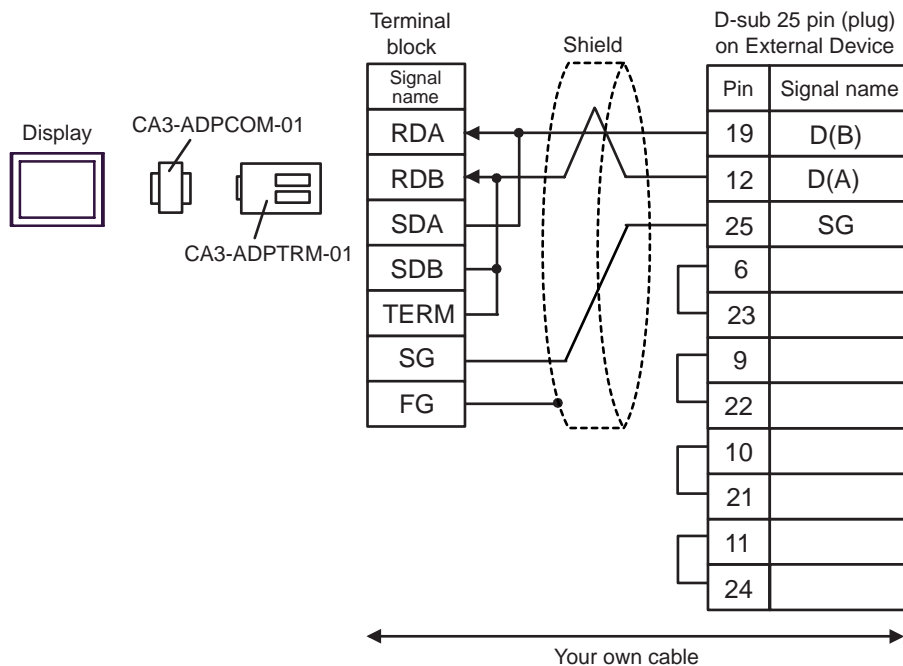 Display
CA3-ADPCOM-01
CA3-ADPTRM-01
Terminal
block
Signal
name
RDA
RDB
SDA
SDB
TERM
SG
FG
Shield
D-sub 25 pin (plug)
on External Device
Pin Signal name
19 D(B)
12 D(A)
25 SG
6
23
9
22
10
21
11
24
Your own cable